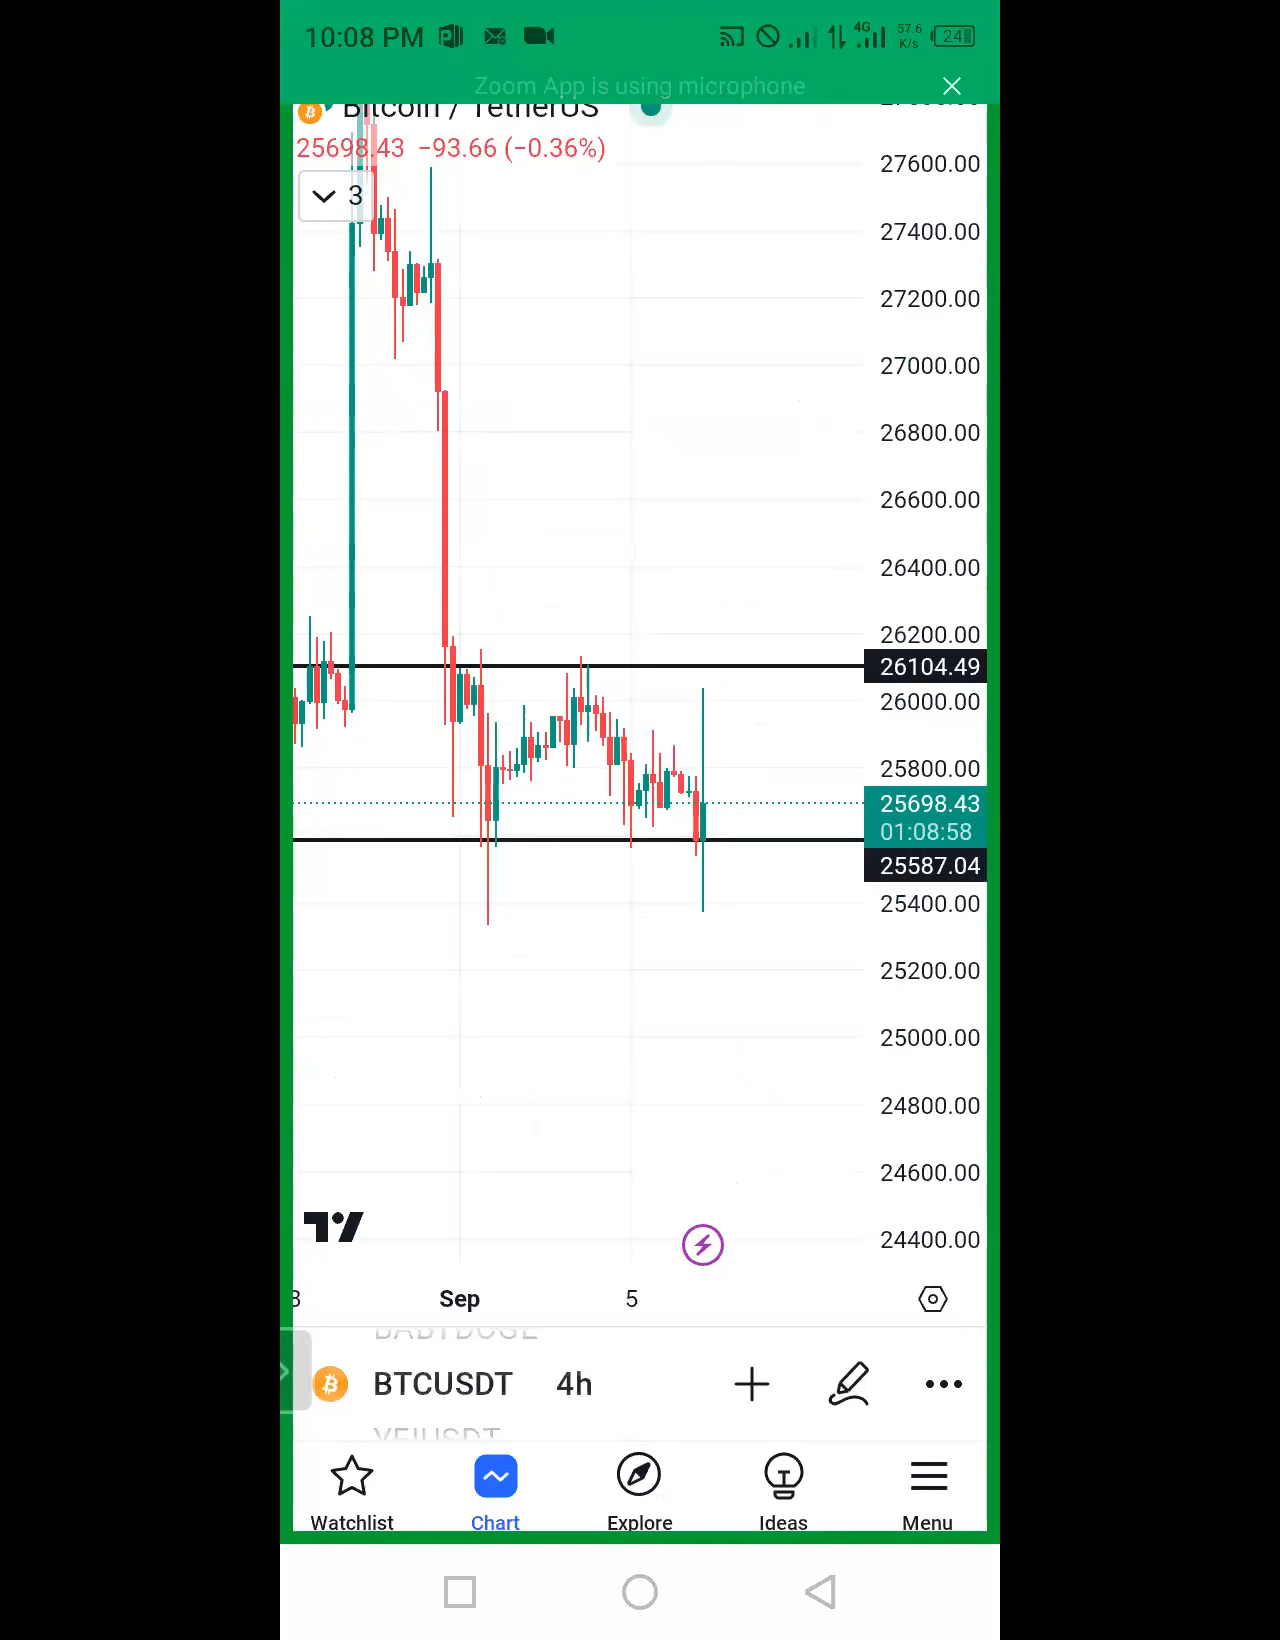 10:08 PM 4G 57.6 K/s 24
Zoom App is using microphone
Bitcoin / TetherUS
25698.43 −93.66 (−0.36%)
3
27600.00
27400.00
27200.00
27000.00
26800.00
26600.00
26400.00
26200.00
26104.49
26000.00
25800.00
25698.43
01:08:58
25587.04
25400.00
25200.00
25000.00
24800.00
24600.00
24400.00
Sep 5
BABYDOGE
BTCUSDT 4h
Watchlist Chart Explore Ideas Menu